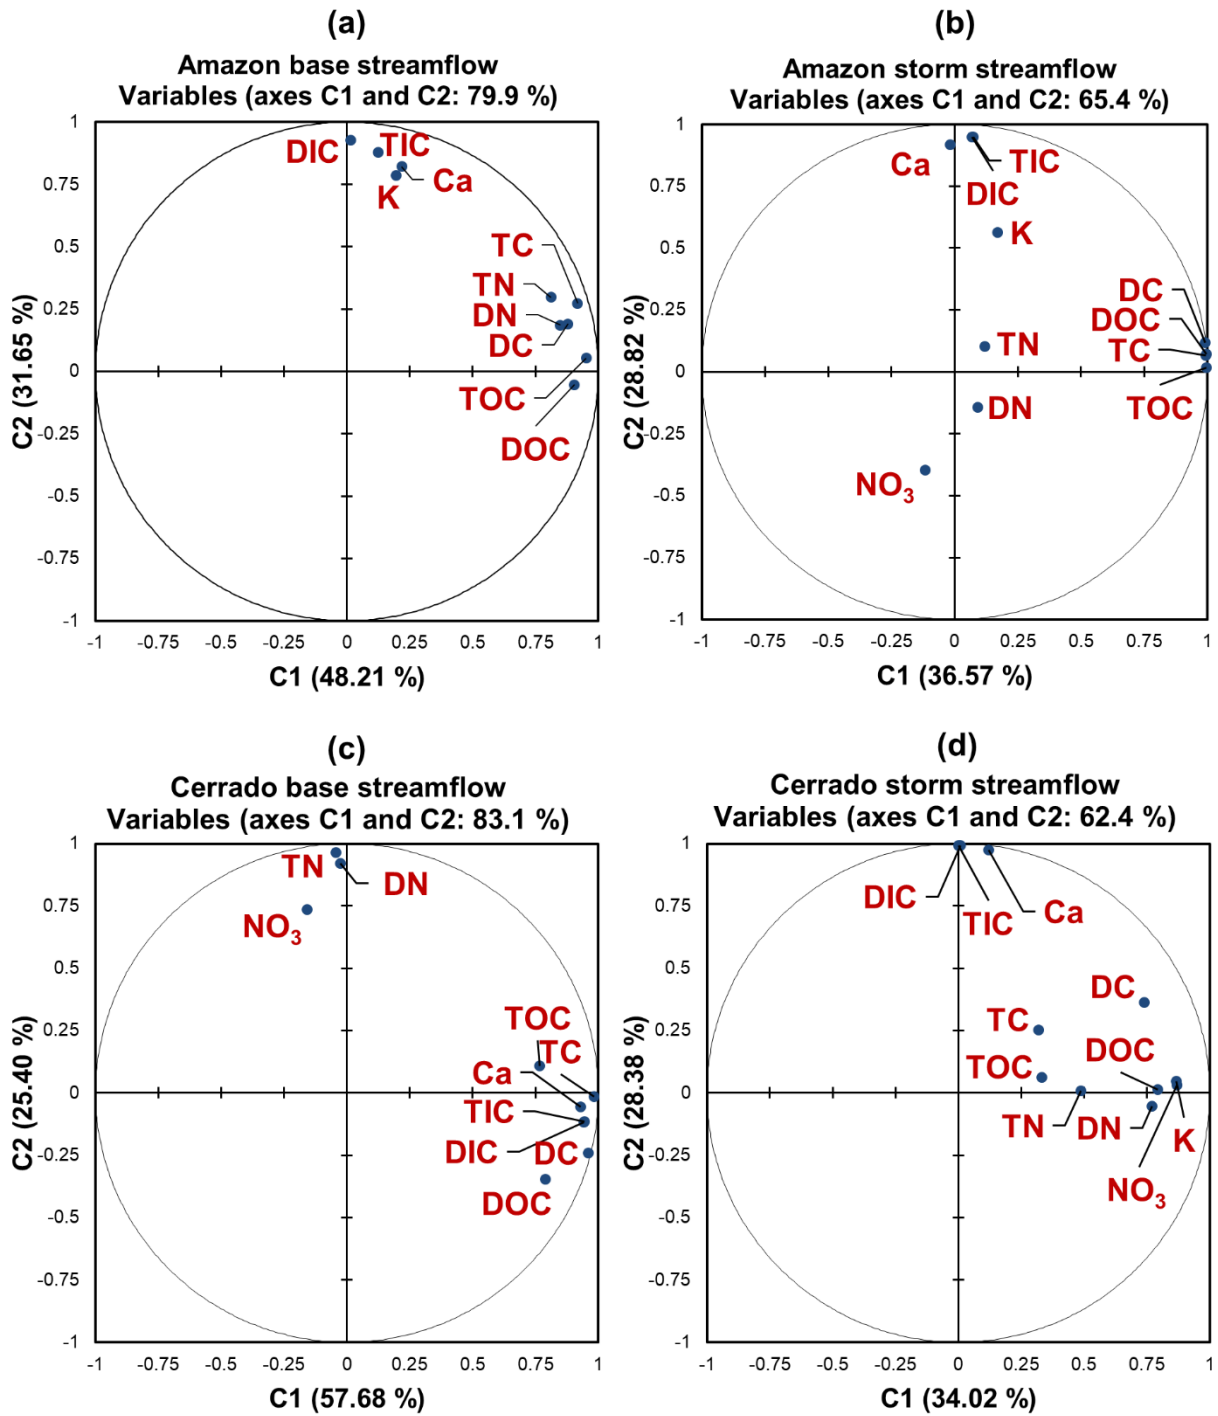 (a)
Amazon base streamflow
Variables (axes C1 and C2: 79.9 %)
1
0.75
0.5
0.25
0
-0.25
-0.5
-0.75
-1
C2 (31.65 %)
DIC
TIC
Ca
K
TC
TN
DN
DC
TOC
DOC
-1 -0.75 -0.5 -0.25 0 0.25 0.5 0.75 1
C1 (48.21 %)
(b)
Amazon storm streamflow
Variables (axes C1 and C2: 65.4 %)
1
0.75
0.5
0.25
0
-0.25
-0.5
-0.75
-1
C2 (28.82 %)
Ca
TIC
DIC
K
DC
DOC
TN
TC
DN
TOC
NO₃
-1 -0.75 -0.5 -0.25 0 0.25 0.5 0.75 1
C1 (36.57 %)
(c)
Cerrado base streamflow
Variables (axes C1 and C2: 83.1 %)
1
0.75
0.5
0.25
0
-0.25
-0.5
-0.75
-1
C2 (25.40 %)
TN
DN
NO₃
TOC
TC
Ca
TIC
DIC
DC
DOC
-1 -0.75 -0.5 -0.25 0 0.25 0.5 0.75 1
C1 (57.68 %)
(d)
Cerrado storm streamflow
Variables (axes C1 and C2: 62.4 %)
1
0.75
0.5
0.25
0
-0.25
-0.5
-0.75
-1
C2 (28.38 %)
DIC
TIC
Ca
DC
TC
DOC
TOC
TN
DN
K
NO₃
-1 -0.75 -0.5 -0.25 0 0.25 0.5 0.75 1
C1 (34.02 %)